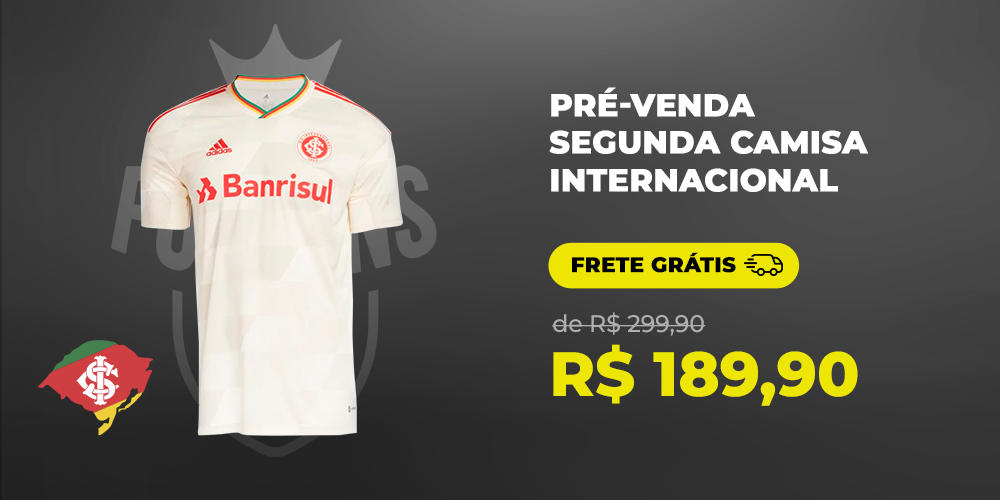 PRÉ-VENDA
SEGUNDA CAMISA
INTERNACIONAL
FRETE GRÁTIS
de R$ 299,90
R$ 189,90
adidas
Banrisul